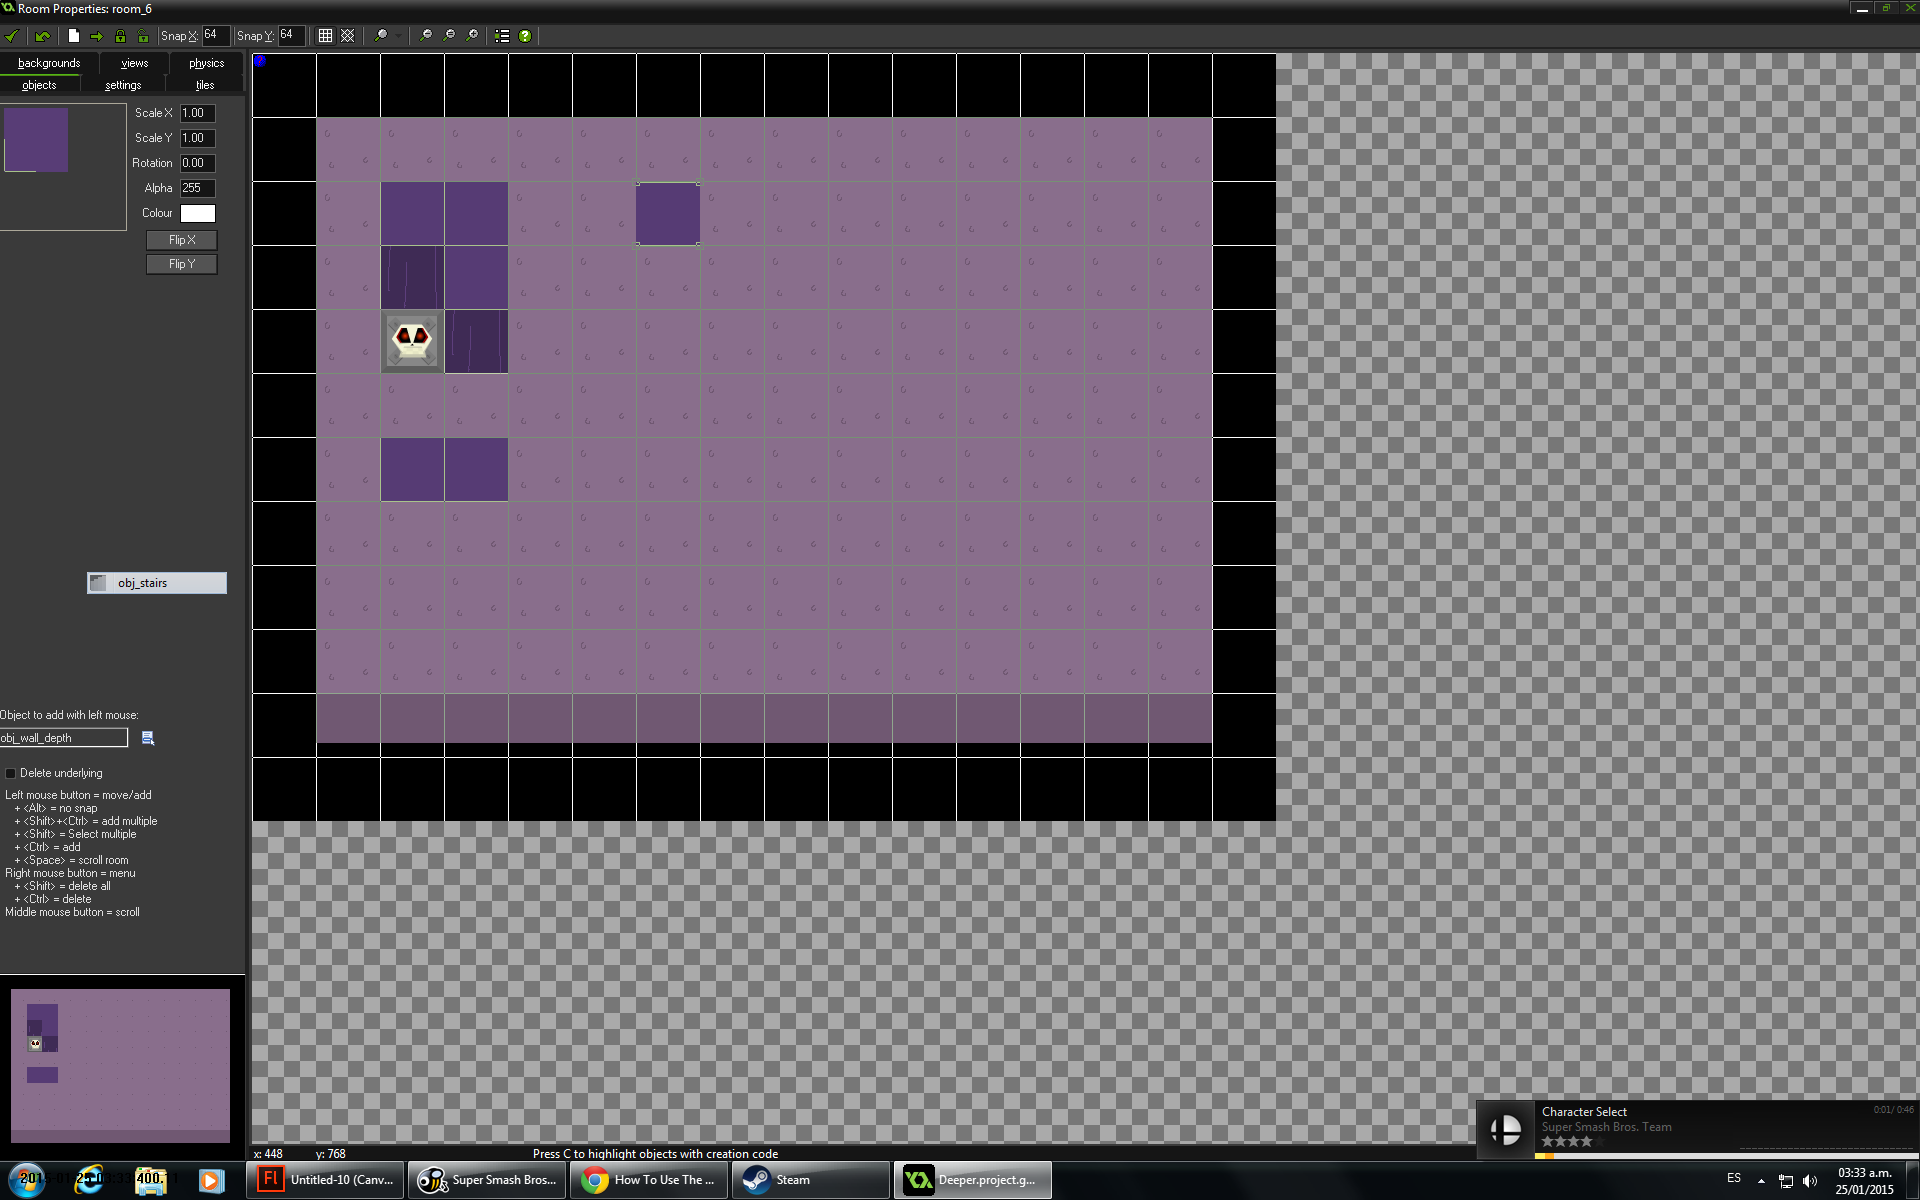 Room Properties: room_6
Snap X: 64 Snap Y: 64
backgrounds views physics
objects settings tiles
Scale X 1.00
Scale Y 1.00
Rotation 0.00
Alpha 255
Colour
Flip X
Flip Y
obj_stairs
Object to add with left mouse:
obj_wall_depth
Delete underlying
Left mouse button = move/add
+ <Alt> = no snap
+ <Shift>+<Ctrl> = add multiple
+ <Shift> = Select multiple
+ <Ctrl> = add
+ <Space> = scroll room
Right mouse button = menu
+ <Shift> = delete all
+ <Ctrl> = delete
Middle mouse button = scroll
x: 448 y: 768 Press C to highlight objects with creation code
Character Select 0:01/ 0:46
Super Smash Bros. Team
Fl Untitled-10 (Canv... Super Smash Bros... How To Use The ... Steam Deeper.project.g...
ES
03:33 a.m.
25/01/2015